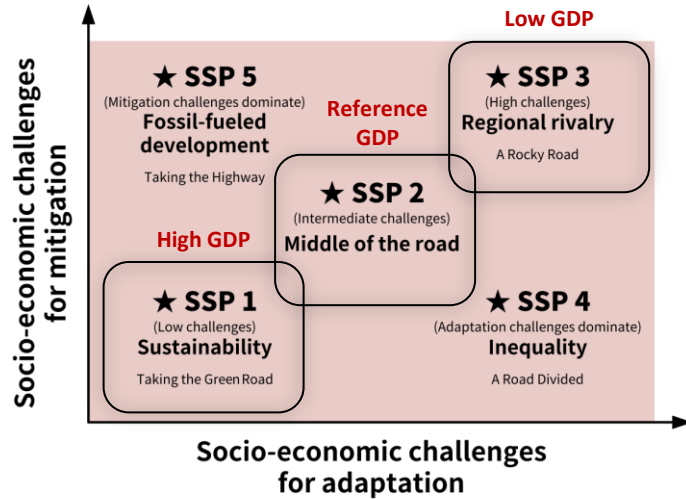 Low GDP
★ SSP 5
(Mitigation challenges dominate)
Fossil-fueled
development
Taking the Highway
★ SSP 3
(High challenges)
Regional rivalry
A Rocky Road
Reference
GDP
★ SSP 2
(Intermediate challenges)
Middle of the road
High GDP
★ SSP 1
(Low challenges)
Sustainability
Taking the Green Road
★ SSP 4
(Adaptation challenges dominate)
Inequality
A Road Divided
Socio-economic challenges
for mitigation
Socio-economic challenges
for adaptation